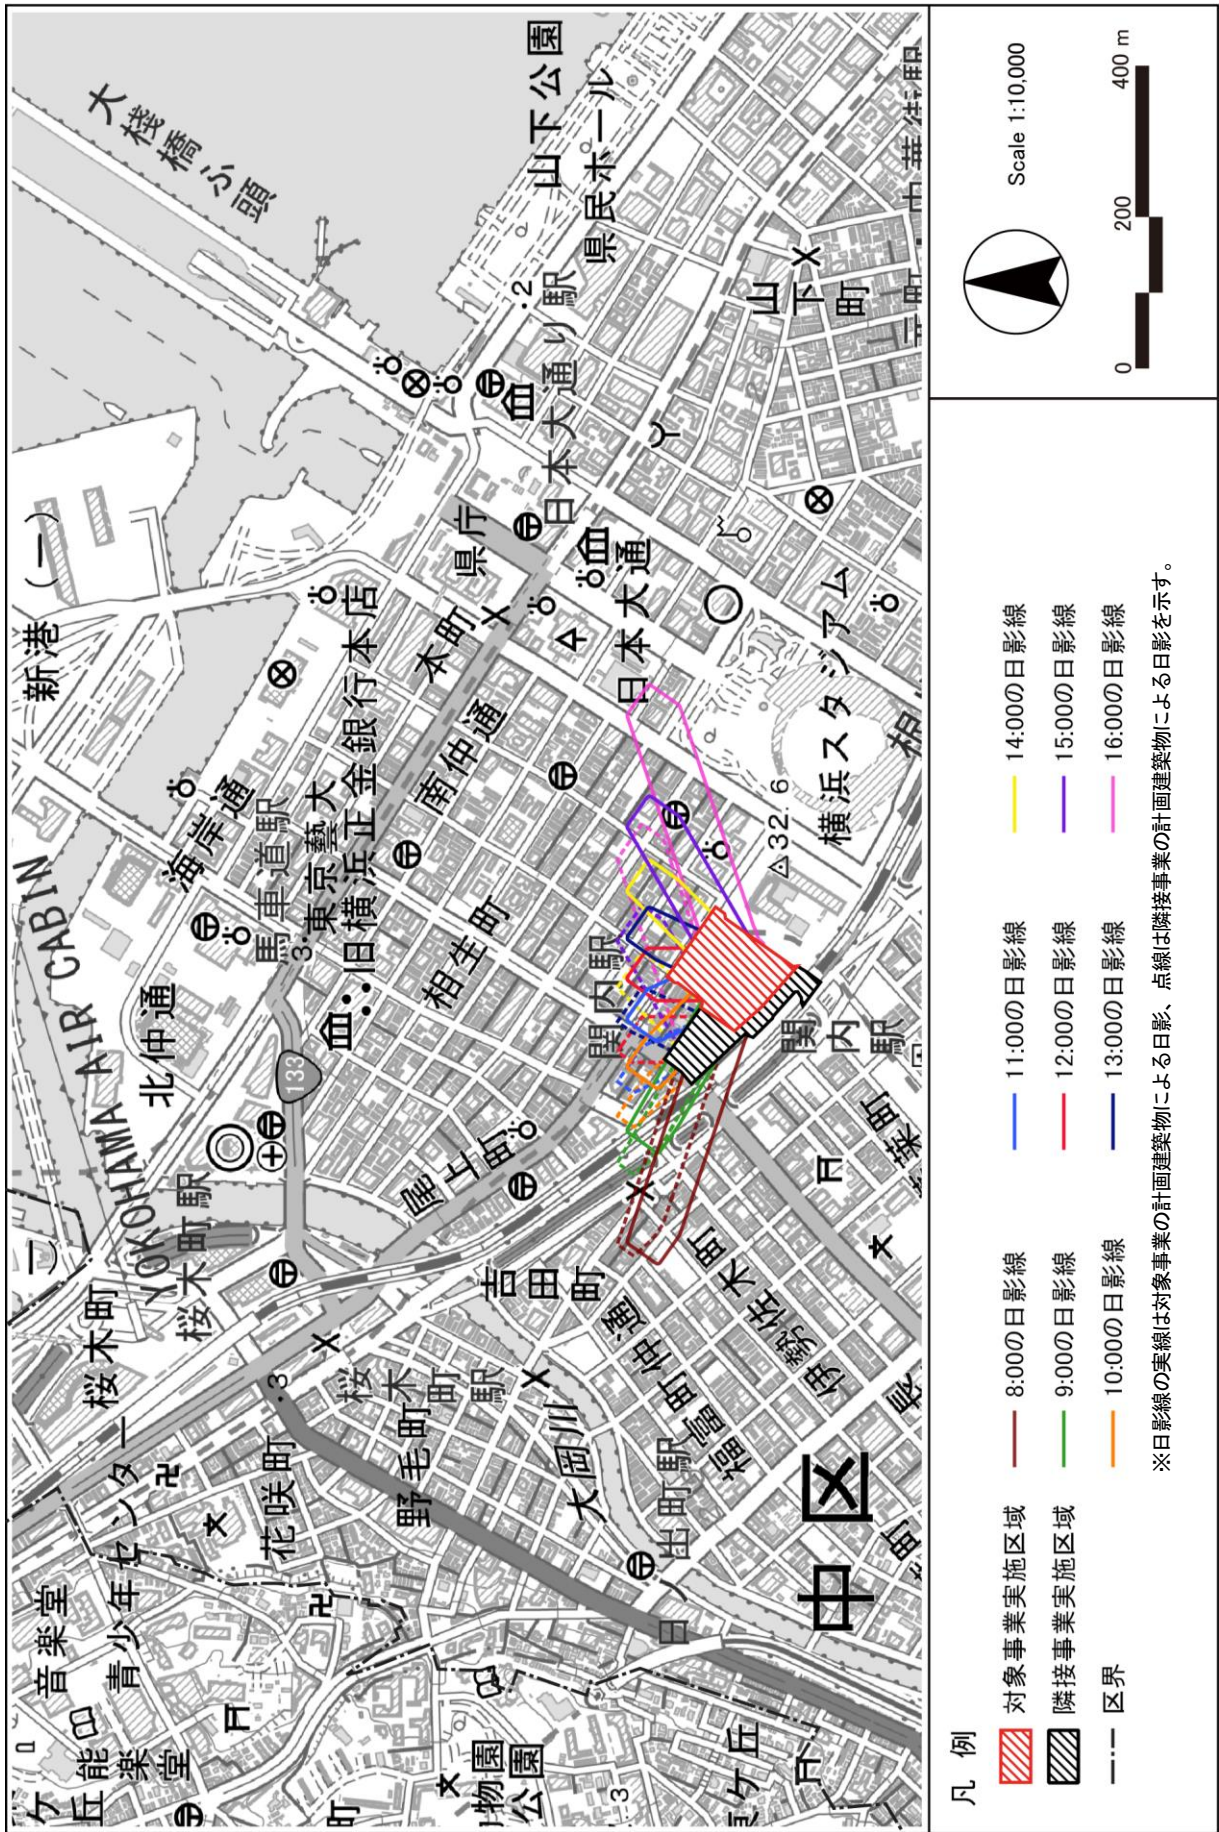 大桟橋ふ頭
新港（一）
山下公園
県民ホール
YOKOHAMA AIR CABIN
海岸通
馬車道駅
北仲通
東京藝大
旧横浜正金銀行本店
本町
県庁
南仲通
日本大通り駅
日本大通
山下町
133
相生町
尾上町
関内駅
関内駅
横浜スタジアム
32.6
桜木町
桜木町駅
桜木町駅
青少年センター
音楽堂
能楽堂
ケ丘
花咲町
野毛町
吉田町
大岡川
福富町仲通
伊勢佐木町
日ノ出町駅
中区
3
3
2
凡 例
対象事業実施区域
隣接事業実施区域
区界
8:00の日影線
9:00の日影線
10:00の日影線
11:00の日影線
12:00の日影線
13:00の日影線
14:00の日影線
15:00の日影線
16:00の日影線
※日影線の実線は対象事業の計画建築物による日影、点線は隣接事業の計画建築物による日影を示す。
Scale 1:10,000
0 200 400 m